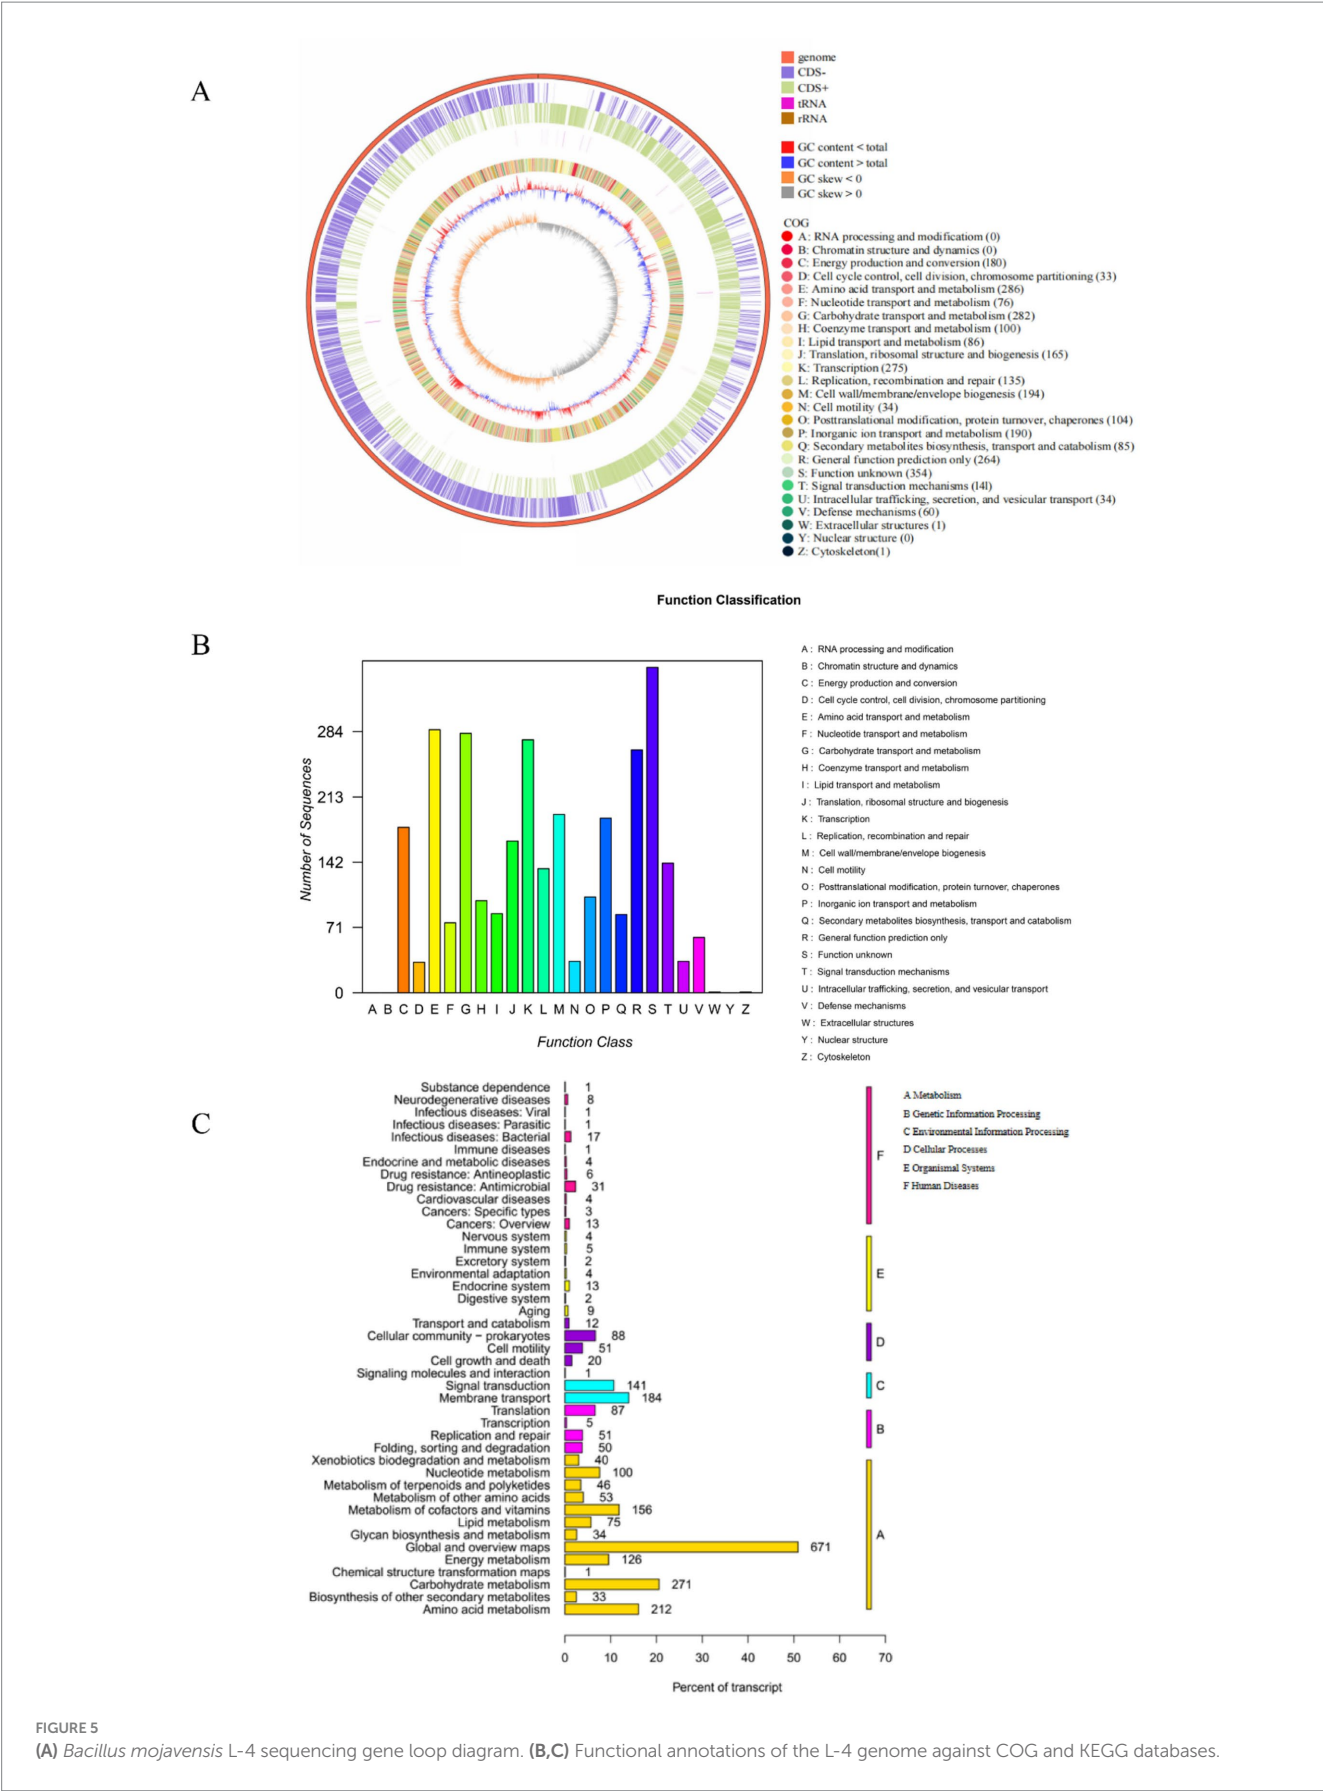 A
genome
CDS-
CDS+
tRNA
rRNA
GC content < total
GC content > total
GC skew < 0
GC skew > 0
COG
A: RNA processing and modification (0)
B: Chromatin structure and dynamics (0)
C: Energy production and conversion (180)
D: Cell cycle control, cell division, chromosome partitioning (33)
E: Amino acid transport and metabolism (286)
F: Nucleotide transport and metabolism (76)
G: Carbohydrate transport and metabolism (282)
H: Coenzyme transport and metabolism (100)
I: Lipid transport and metabolism (86)
J: Translation, ribosomal structure and biogenesis (165)
K: Transcription (275)
L: Replication, recombination and repair (135)
M: Cell wall/membrane/envelope biogenesis (194)
N: Cell motility (34)
O: Posttranslational modification, protein turnover, chaperones (104)
P: Inorganic ion transport and metabolism (190)
Q: Secondary metabolites biosynthesis, transport and catabolism (85)
R: General function prediction only (264)
S: Function unknown (354)
T: Signal transduction mechanisms (141)
U: Intracellular trafficking, secretion, and vesicular transport (34)
V: Defense mechanisms (60)
W: Extracellular structures (1)
Y: Nuclear structure (0)
Z: Cytoskeleton(1)
Function Classification
B
284
213
142
71
0
Number of Sequences
A B C D E F G H I J K L M N O P Q R S T U V W Y Z
Function Class
A : RNA processing and modification
B : Chromatin structure and dynamics
C : Energy production and conversion
D : Cell cycle control, cell division, chromosome partitioning
E : Amino acid transport and metabolism
F : Nucleotide transport and metabolism
G : Carbohydrate transport and metabolism
H : Coenzyme transport and metabolism
I : Lipid transport and metabolism
J : Translation, ribosomal structure and biogenesis
K : Transcription
L : Replication, recombination and repair
M : Cell wall/membrane/envelope biogenesis
N : Cell motility
O : Posttranslational modification, protein turnover, chaperones
P : Inorganic ion transport and metabolism
Q : Secondary metabolites biosynthesis, transport and catabolism
R : General function prediction only
S : Function unknown
T : Signal transduction mechanisms
U : Intracellular trafficking, secretion, and vesicular transport
V : Defense mechanisms
W : Extracellular structures
Y : Nuclear structure
Z : Cytoskeleton
C
Substance dependence 1
Neurodegenerative diseases 8
Infectious diseases: Viral 1
Infectious diseases: Parasitic 1
Infectious diseases: Bacterial 17
Immune diseases 1
Endocrine and metabolic diseases 4
Drug resistance: Antineoplastic 6
Drug resistance: Antimicrobial 31
Cardiovascular diseases 4
Cancers: Specific types 3
Cancers: Overview 13
Nervous system 4
Immune system 5
Excretory system 2
Environmental adaptation 4
Endocrine system 13
Digestive system 2
Aging 9
Transport and catabolism 12
Cellular community − prokaryotes 88
Cell motility 51
Cell growth and death 20
Signaling molecules and interaction 1
Signal transduction 141
Membrane transport 184
Translation 87
Transcription 5
Replication and repair 51
Folding, sorting and degradation 50
Xenobiotics biodegradation and metabolism 40
Nucleotide metabolism 100
Metabolism of terpenoids and polyketides 46
Metabolism of other amino acids 53
Metabolism of cofactors and vitamins 156
Lipid metabolism 75
Glycan biosynthesis and metabolism 34
Global and overview maps 671
Energy metabolism 126
Chemical structure transformation maps 1
Carbohydrate metabolism 271
Biosynthesis of other secondary metabolites 33
Amino acid metabolism 212
0 10 20 30 40 50 60 70
Percent of transcript
F
E
D
C
B
A
A Metabolism
B Genetic Information Processing
C Environmental Information Processing
D Cellular Processes
E Organismal Systems
F Human Diseases
FIGURE 5
(A) Bacillus mojavensis L-4 sequencing gene loop diagram. (B,C) Functional annotations of the L-4 genome against COG and KEGG databases.